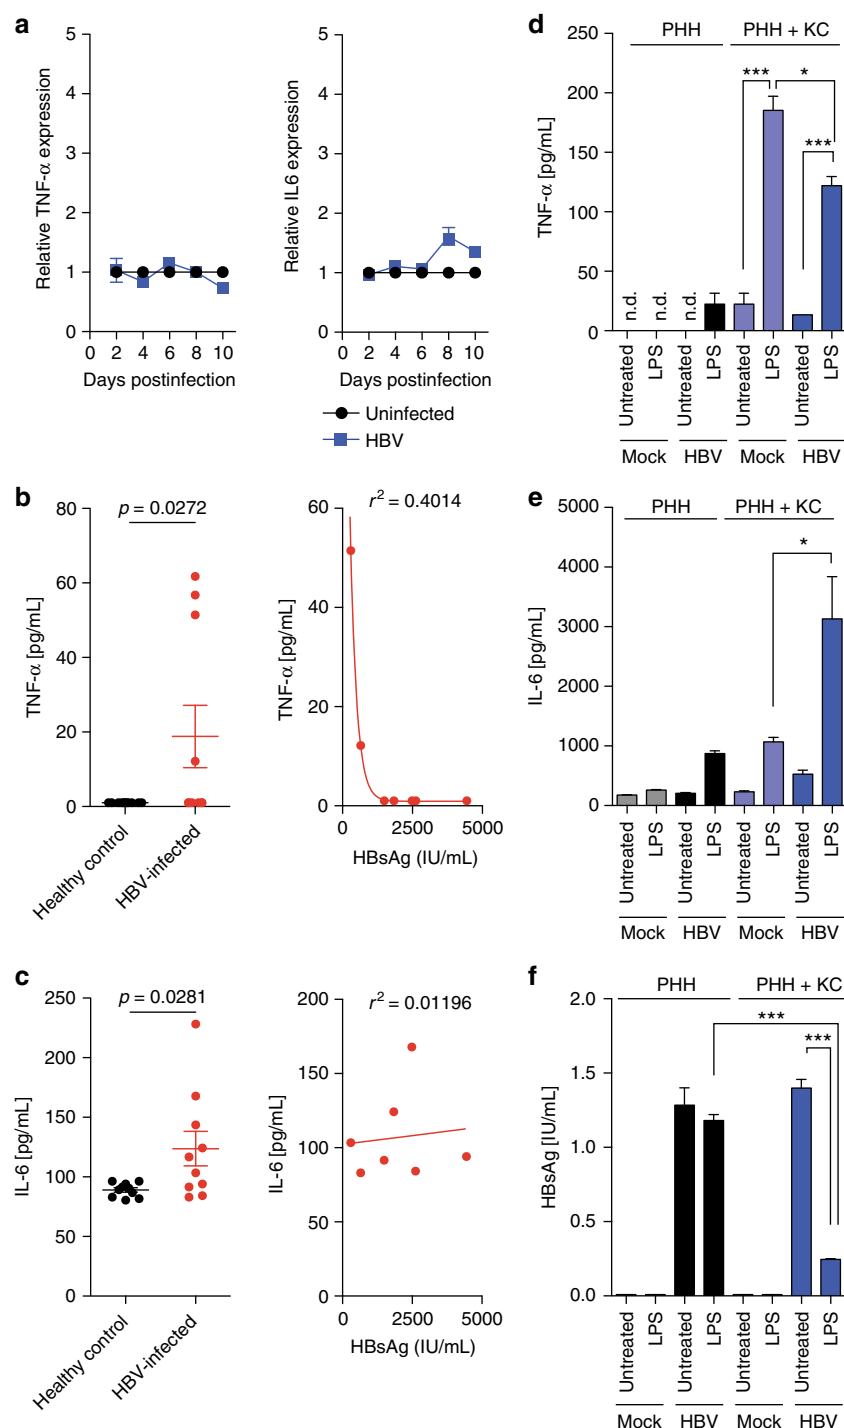 a
5
4
3
2
1
0
Relative TNF-α expression
0 2 4 6 8 10
Days postinfection
5
4
3
2
1
0
Relative IL6 expression
0 2 4 6 8 10
Days postinfection
Uninfected
HBV
b
p = 0.0272
80
60
40
20
0
TNF-α [pg/mL]
Healthy control
HBV-infected
r² = 0.4014
60
40
20
0
TNF-α [pg/mL]
0 2500 5000
HBsAg (IU/mL)
c
p = 0.0281
250
200
150
100
50
0
IL-6 [pg/mL]
Healthy control
HBV-infected
r² = 0.01196
200
150
100
50
0
IL-6 [pg/mL]
0 2500 5000
HBsAg (IU/mL)
d
PHH PHH + KC
250
200
150
100
50
0
TNF-α [pg/mL]
*** *
***
n.d. n.d. n.d.
Untreated LPS Untreated LPS Untreated LPS Untreated LPS
Mock HBV Mock HBV
e
PHH PHH + KC
5000
4000
3000
2000
1000
0
IL-6 [pg/mL]
*
Untreated LPS Untreated LPS Untreated LPS Untreated LPS
Mock HBV Mock HBV
f
PHH PHH + KC
2.0
1.5
1.0
0.5
0.0
HBsAg [IU/mL]
***
***
Untreated LPS Untreated LPS Untreated LPS Untreated LPS
Mock HBV Mock HBV